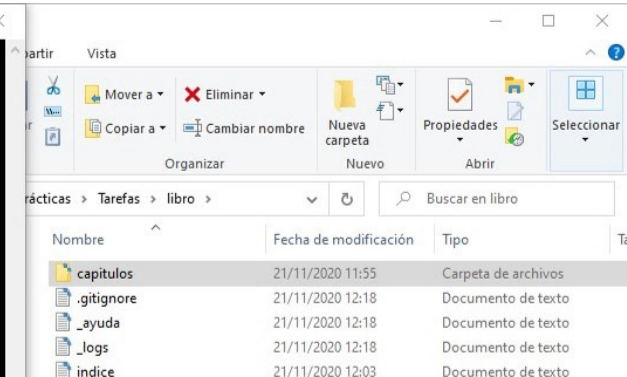 partir Vista
Mover a Eliminar
Copiar a Cambiar nombre Nueva carpeta Propiedades Seleccionar
Organizar Nuevo Abrir
rácticas > Tarefas > libro > Buscar en libro
Nombre Fecha de modificación Tipo
capitulos 21/11/2020 11:55 Carpeta de archivos
.gitignore 21/11/2020 12:18 Documento de texto
_ayuda 21/11/2020 12:18 Documento de texto
_logs 21/11/2020 12:18 Documento de texto
indice 21/11/2020 12:03 Documento de texto